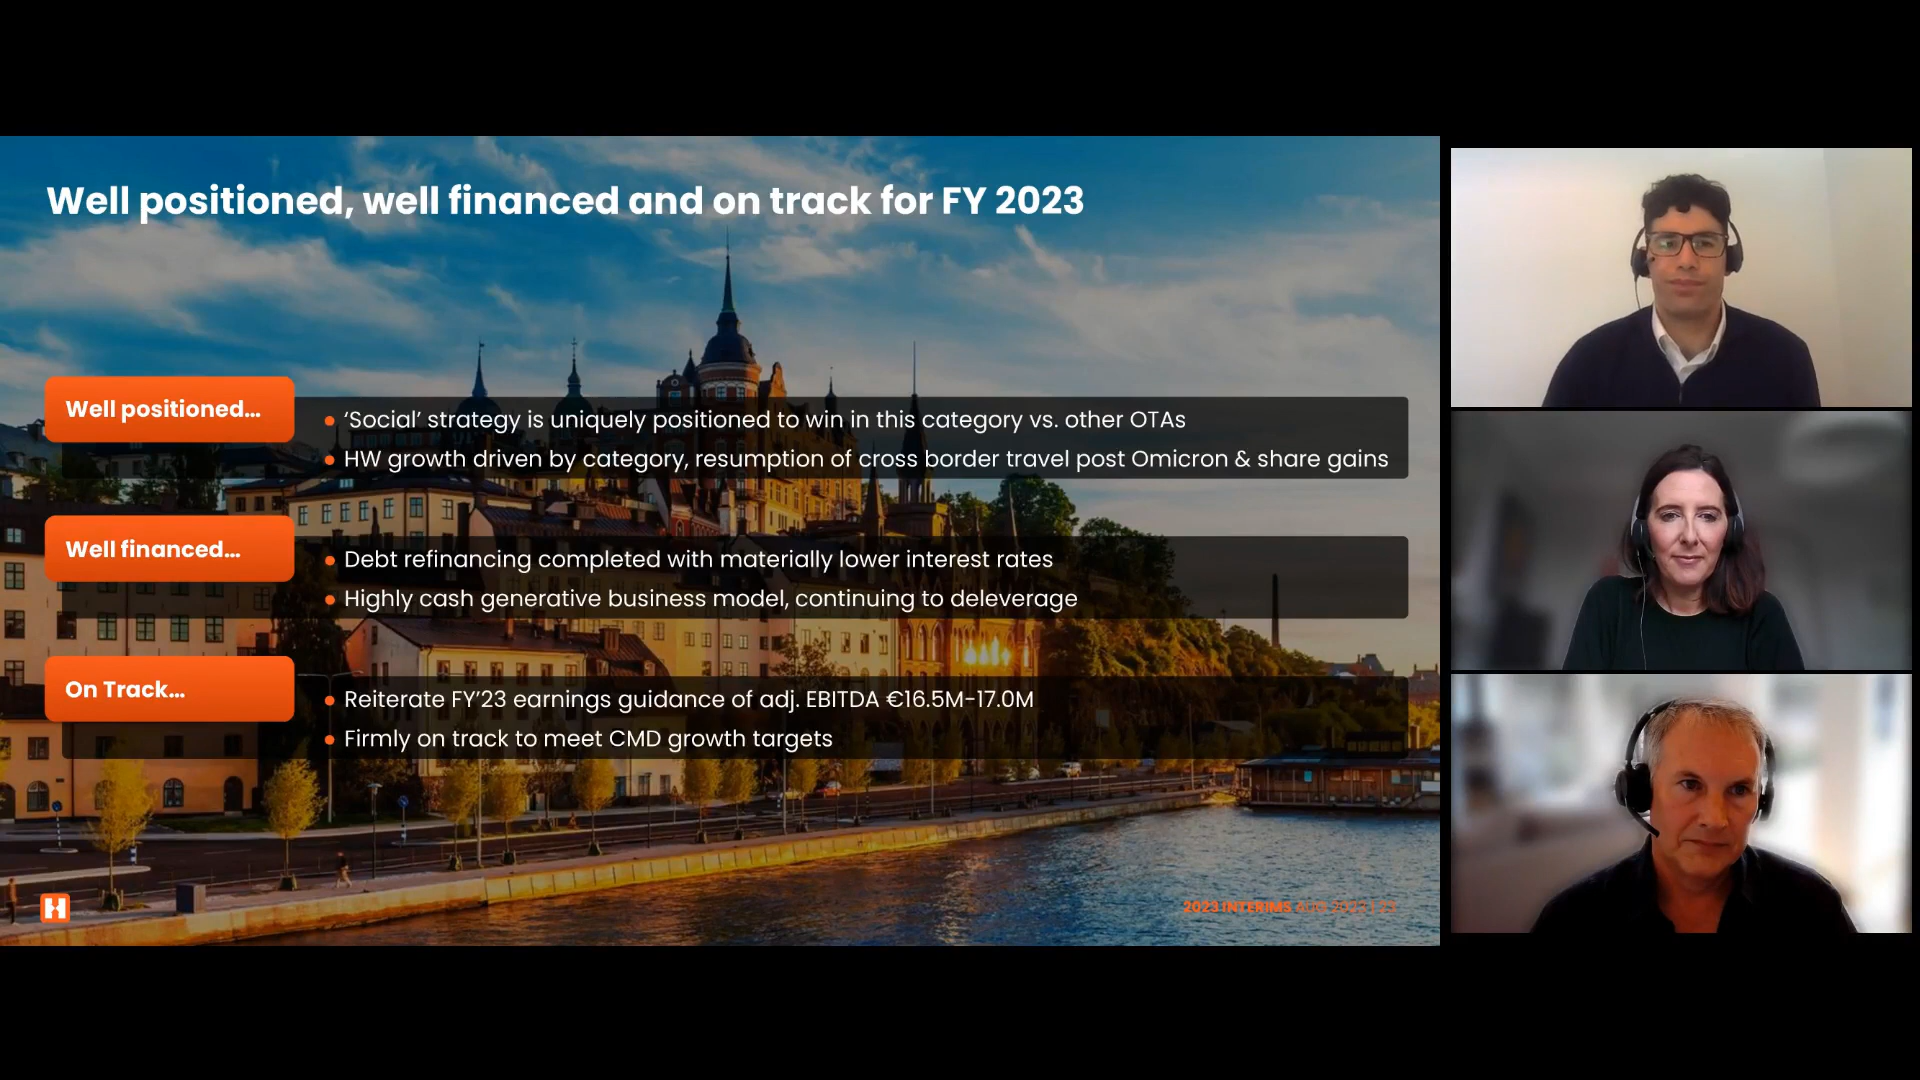 Well positioned, well financed and on track for FY 2023
Well positioned...
• ‘Social’ strategy is uniquely positioned to win in this category vs. other OTAs
• HW growth driven by category, resumption of cross border travel post Omicron & share gains
Well financed...
• Debt refinancing completed with materially lower interest rates
• Highly cash generative business model, continuing to deleverage
On Track...
• Reiterate FY’23 earnings guidance of adj. EBITDA €16.5M-17.0M
• Firmly on track to meet CMD growth targets
H
2023 INTERIMS AUG 2023 | 23